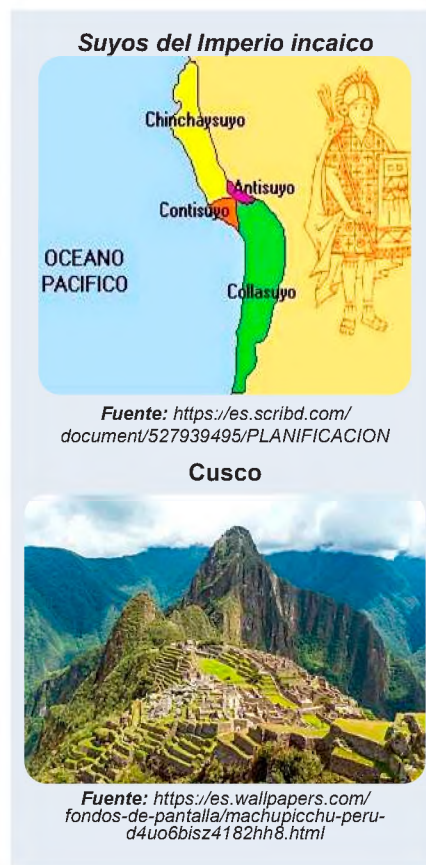 Suyos del Imperio incaico
Chinchaysuyo
Antisuyo
Contisuyo
OCEANO
PACIFICO
Collasuyo
Fuente: https://es.scribd.com/
document/527939495/PLANIFICACION
Cusco
Fuente: https://es.wallpapers.com/
fondos-de-pantalla/machupicchu-peru-
d4uo6bisz4182hh8.html